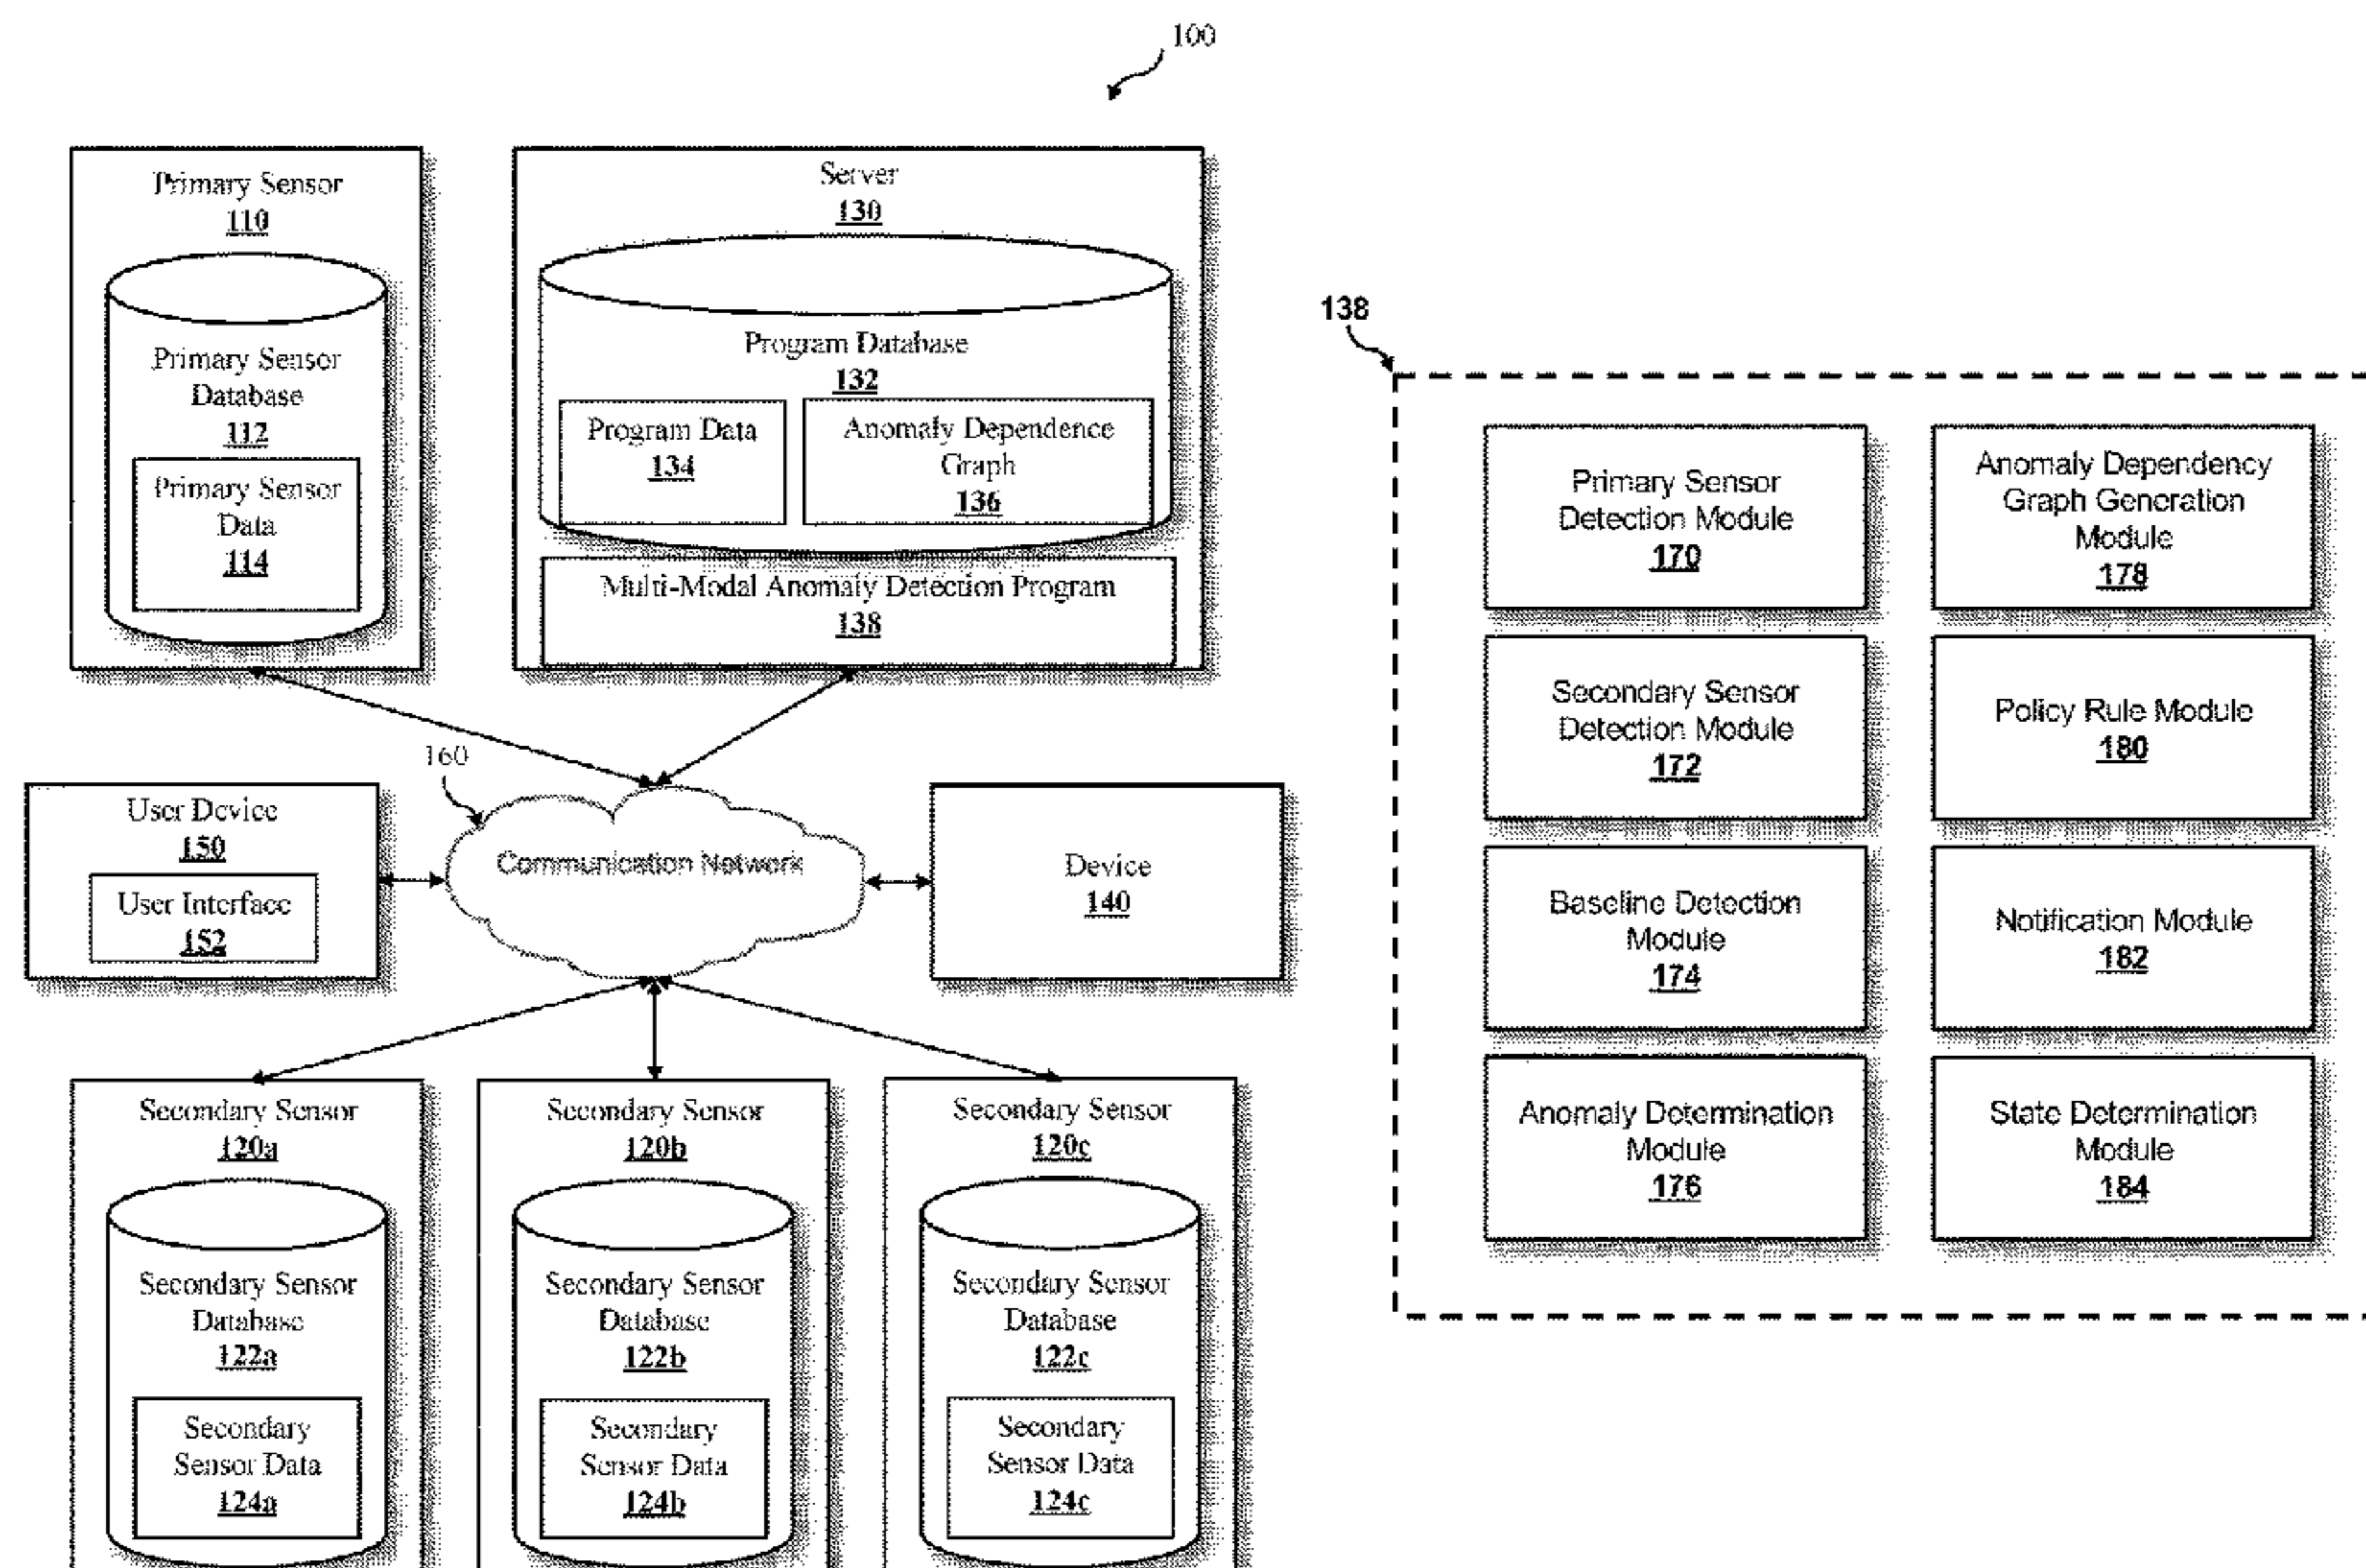 100
Primary Sensor
110
Primary Sensor
Database
112
Primary Sensor
Data
114
Server
130
Program Database
132
Program Data
134
Anomaly Dependence
Graph
136
Multi-Modal Anomaly Detection Program
138
160
User Device
150
User Interface
152
Communication Network
Device
140
Secondary Sensor
120a
Secondary Sensor
Database
122a
Secondary
Sensor Data
124a
Secondary Sensor
120b
Secondary Sensor
Database
122b
Secondary
Sensor Data
124b
Secondary Sensor
120c
Secondary Sensor
Database
122c
Secondary
Sensor Data
124c
138
Primary Sensor
Detection Module
170
Anomaly Dependency
Graph Generation
Module
178
Secondary Sensor
Detection Module
172
Policy Rule Module
180
Baseline Detection
Module
174
Notification Module
182
Anomaly Determination
Module
176
State Determination
Module
184